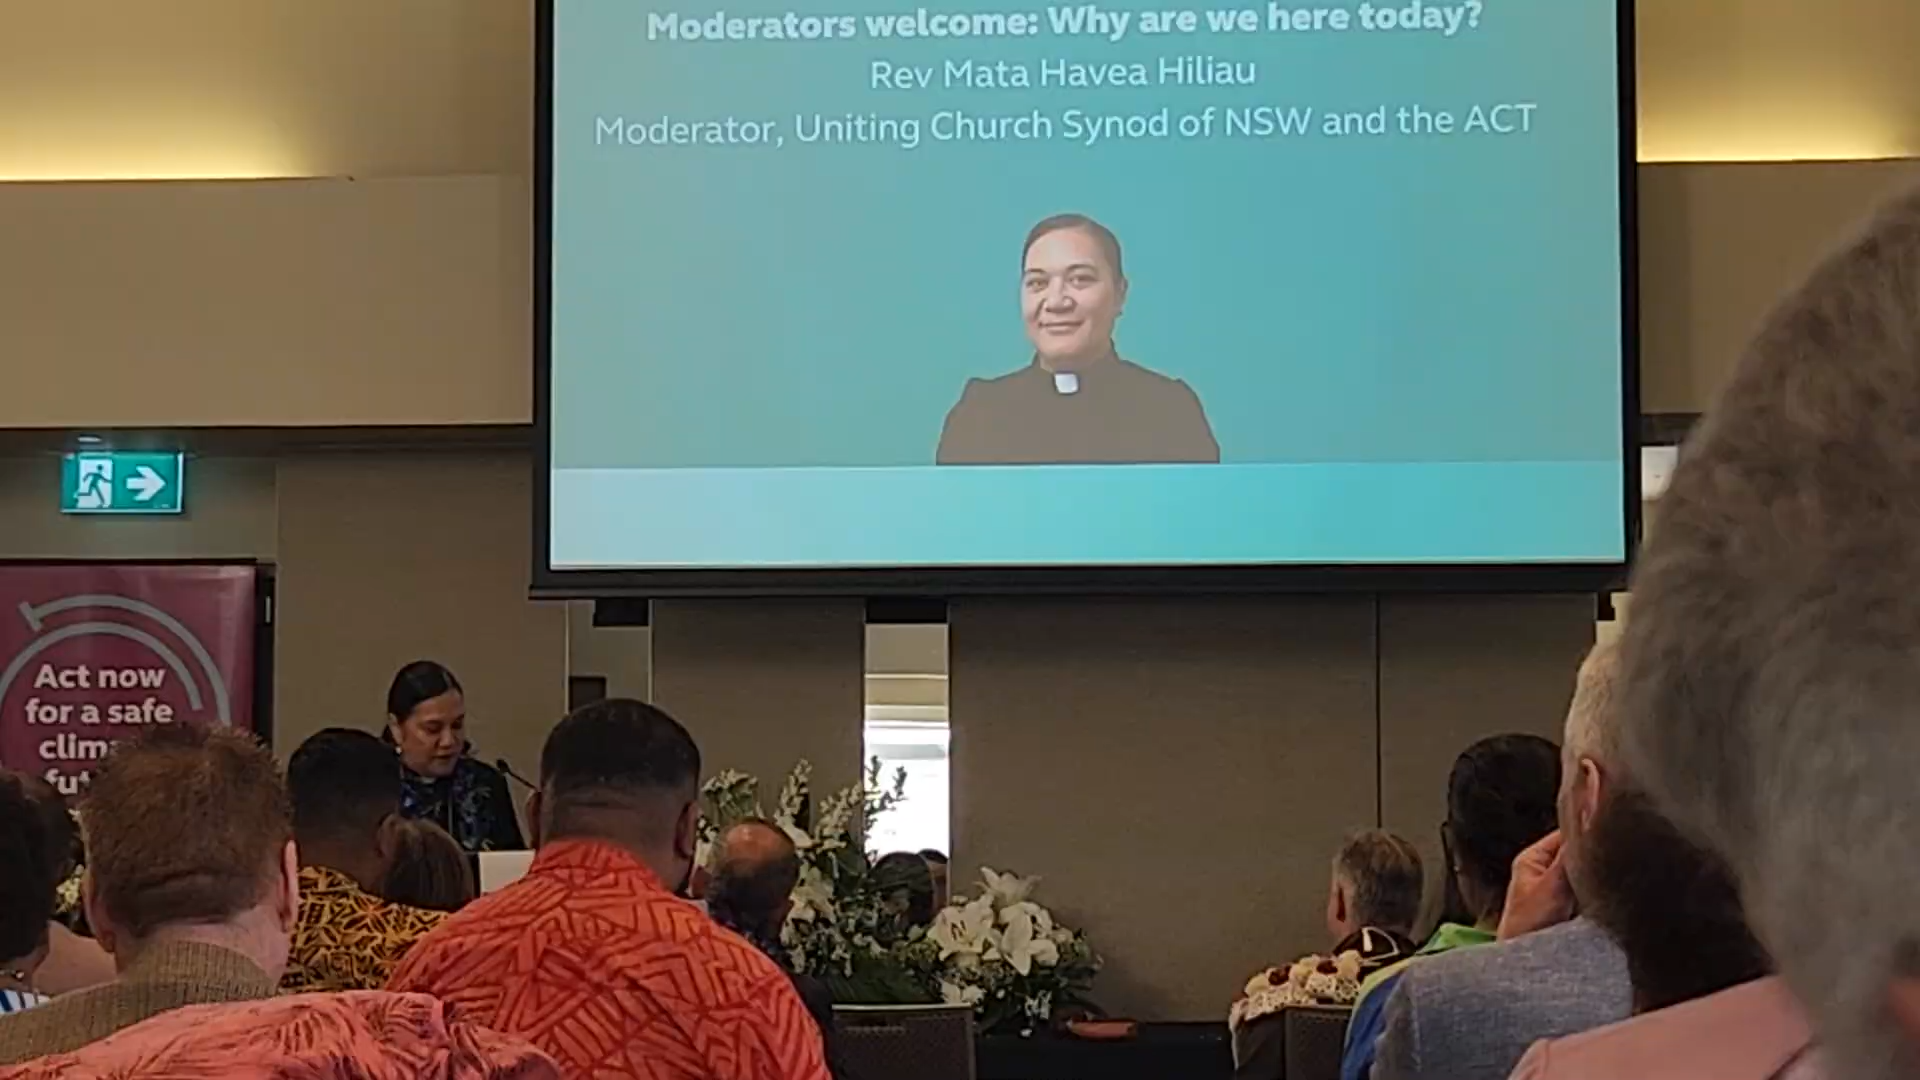 Moderators welcome: Why are we here today?
Rev Mata Havea Hiliau
Moderator, Uniting Church Synod of NSW and the ACT
Act now
for a safe